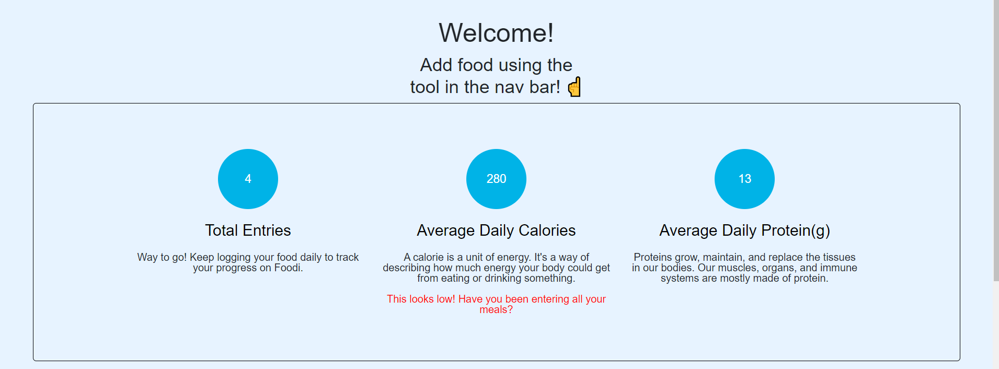 Welcome!
Add food using the
tool in the nav bar! ☝
4
Total Entries
Way to go! Keep logging your food daily to track
your progress on Foodi.
280
Average Daily Calories
A calorie is a unit of energy. It's a way of
describing how much energy your body could get
from eating or drinking something.
This looks low! Have you been entering all your
meals?
13
Average Daily Protein(g)
Proteins grow, maintain, and replace the tissues
in our bodies. Our muscles, organs, and immune
systems are mostly made of protein.